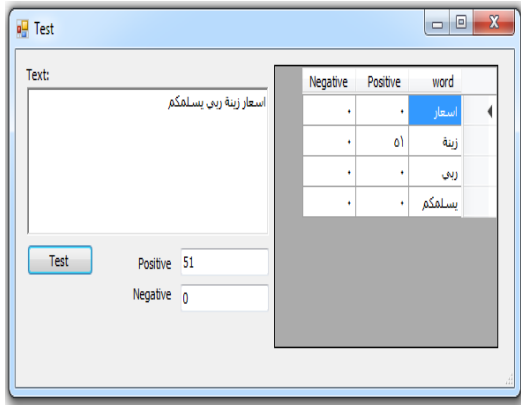 Test
Text:
اسعار زينة ربي يسلمكم
Test
Positive 51
Negative 0
Negative Positive word
٠ ٠ اسعار
٠ ٥١ زينة
٠ ٠ ربي
٠ ٠ يسلمكم